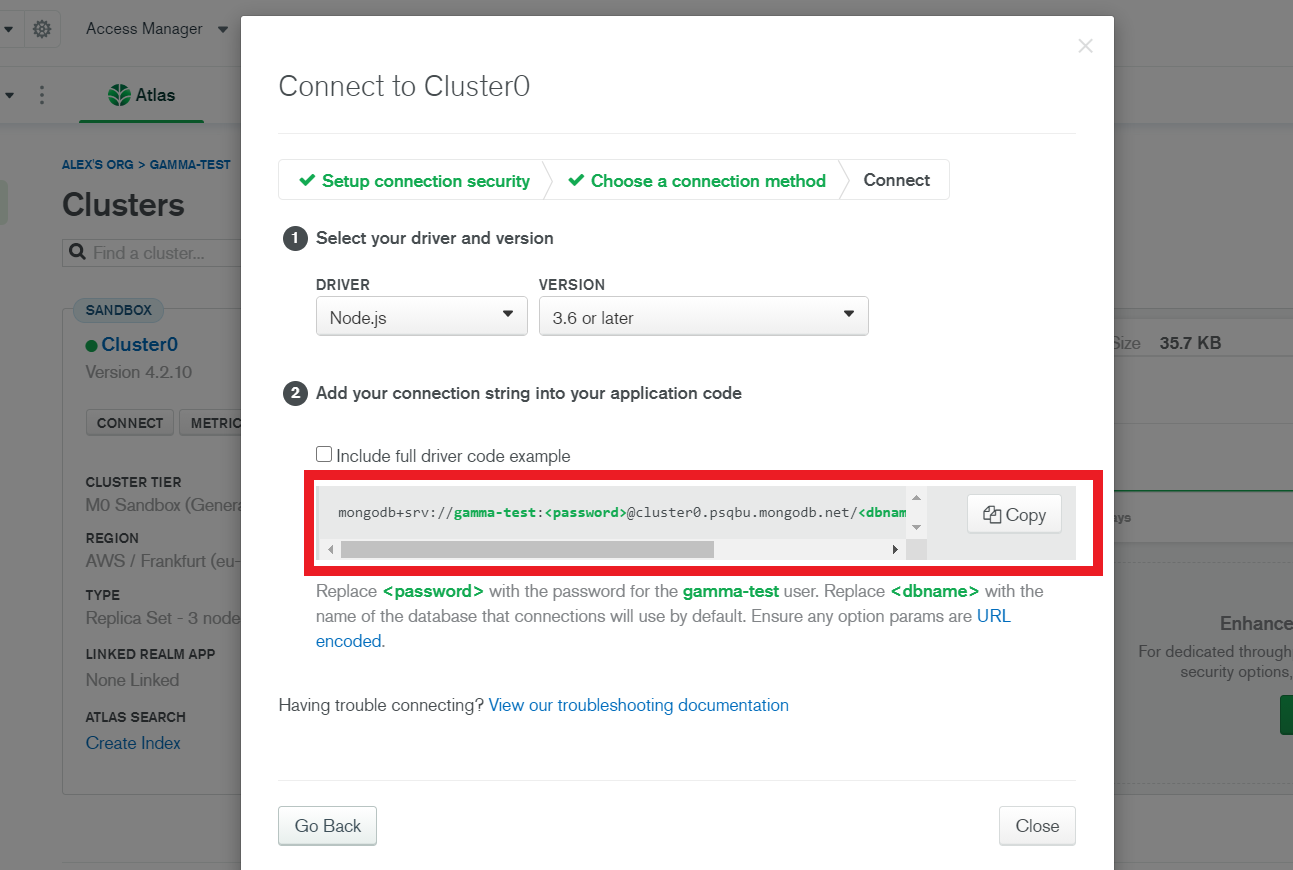 Access Manager
Atlas
ALEX'S ORG > GAMMA-TEST
Clusters
Find a cluster...
SANDBOX
Cluster0
Version 4.2.10
CONNECT
METRIC
CLUSTER TIER
M0 Sandbox (Genera
REGION
AWS / Frankfurt (eu-
TYPE
Replica Set - 3 node
LINKED REALM APP
None Linked
ATLAS SEARCH
Create Index
Connect to Cluster0
Setup connection security
Choose a connection method
Connect
1 Select your driver and version
DRIVER
VERSION
Node.js
3.6 or later
2 Add your connection string into your application code
Include full driver code example
mongodb+srv://gamma-test:<password>@cluster0.psqbu.mongodb.net/<dbnam
Copy
Replace <password> with the password for the gamma-test user. Replace <dbname> with the
name of the database that connections will use by default. Ensure any option params are URL
encoded.
Having trouble connecting? View our troubleshooting documentation
Go Back
Close
Size 35.7 KB
ays
Enhance
For dedicated through
security options,